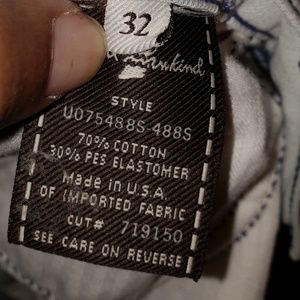 32
STYLE
U075488S-488S
70% COTTON
30% PES ELASTOMER
Made in U.S.A.
OF IMPORTED FABRIC
CUT# 719150
SEE CARE ON REVERSE